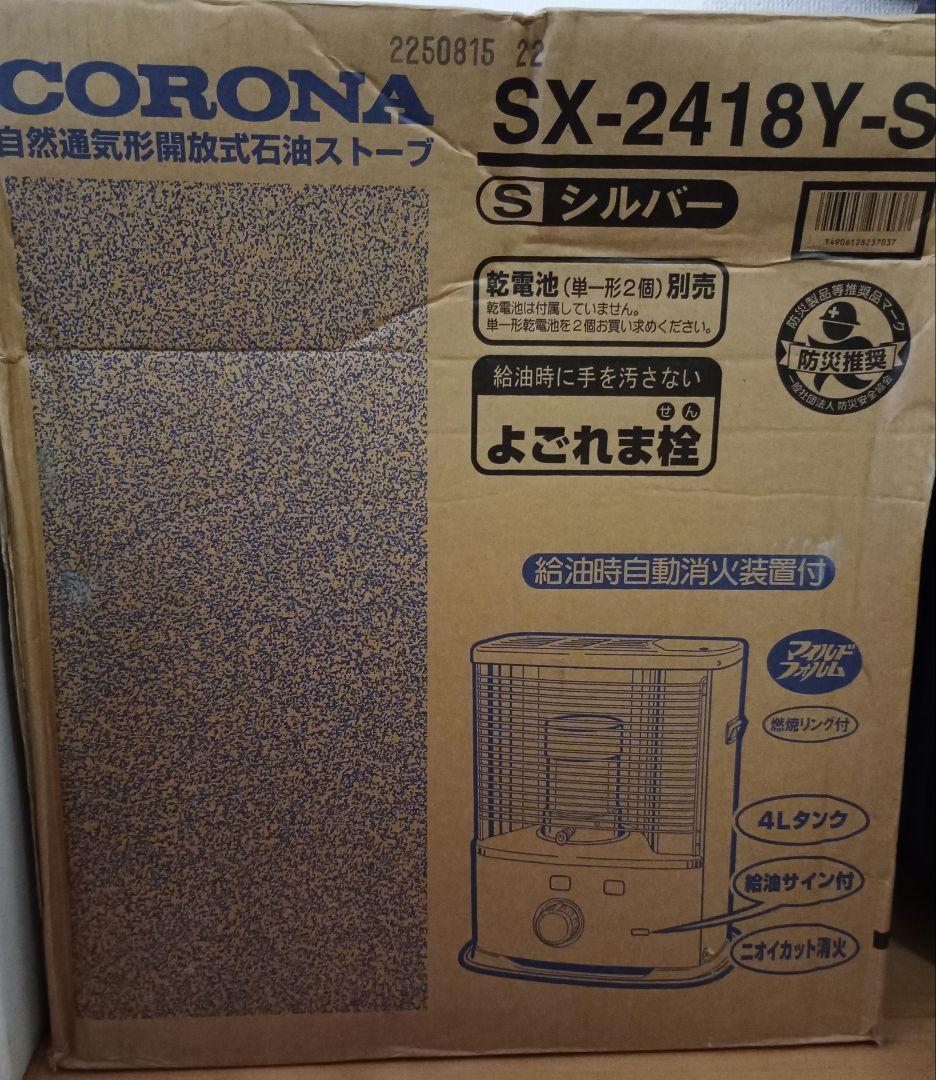 2250815 22
CORONA
自然通気形開放式石油ストーブ
SX-2418Y-S
S シルバー
T4906128237037
乾電池(単一形2個)別売
乾電池は付属していません。
単一形乾電池を2個お買い求めください。
防災製品等推奨品マーク
防災推奨
一般社団法人 防災安全協会
給油時に手を汚さない
せん
よごれま栓
給油時自動消火装置付
マイルド
フォルム
燃焼リング付
4Lタンク
給油サイン付
ニオイカット消火